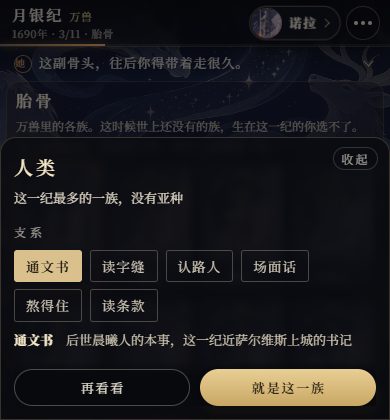 月银纪 万兽
1690年 · 3/11 · 胎骨
诺拉
她 这副骨头，往后你得带着走很久。
胎骨
万兽里的各族。这时候世上还没有的族，生在这一纪的你选不了。
人类
收起
这一纪最多的一族，没有亚种
支系
通文书 读字缝 认路人 场面话
熬得住 读条款
通文书 后世晨曦人的本事，这一纪近萨尔维斯上城的书记
再看看 就是这一族